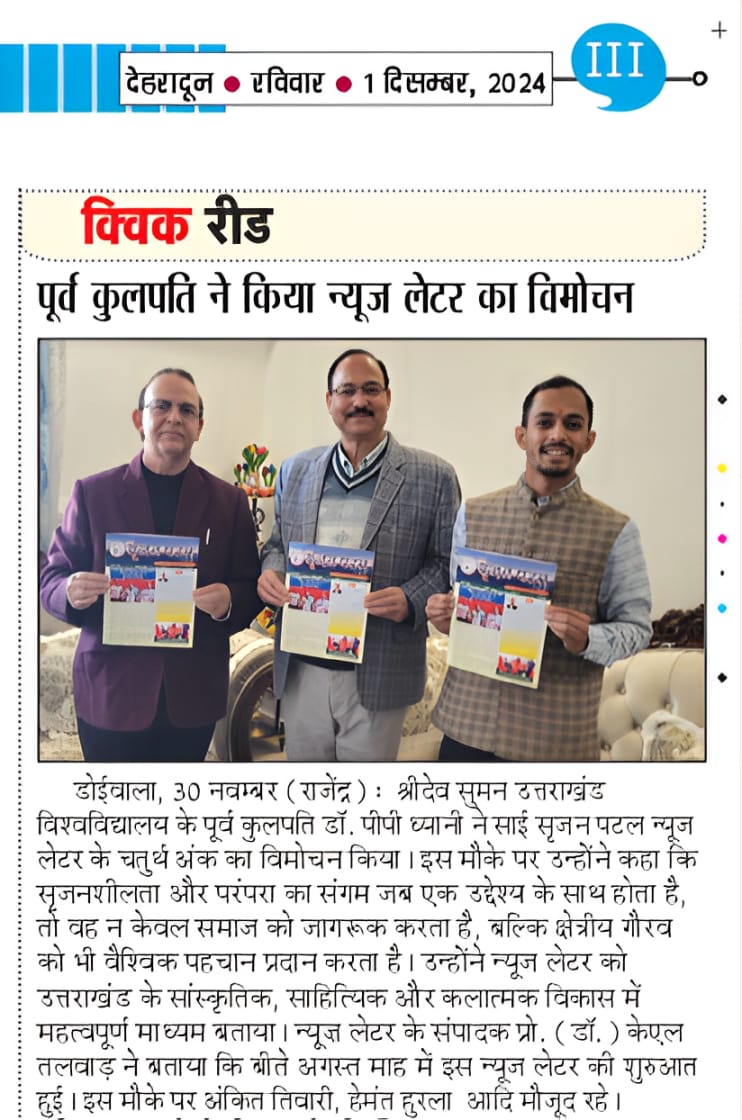 देहरादून ● रविवार ● 1 दिसम्बर, 2024
III
क्विक रीड
पूर्व कुलपति ने किया न्यूज लेटर का विमोचन
डोईवाला, 30 नवम्बर (राजेंद्र) : श्रीदेव सुमन उत्तराखंड
विश्वविद्यालय के पूर्व कुलपति डॉ. पीपी ध्यानी ने साई सृजन पटल न्यूज
लेटर के चतुर्थ अंक का विमोचन किया। इस मौके पर उन्होंने कहा कि
सृजनशीलता और परंपरा का संगम जब एक उद्देश्य के साथ होता है,
तो वह न केवल समाज को जागरूक करता है, बल्कि क्षेत्रीय गौरव
को भी वैश्विक पहचान प्रदान करता है। उन्होंने न्यूज लेटर को
उत्तराखंड के सांस्कृतिक, साहित्यिक और कलात्मक विकास में
महत्वपूर्ण माध्यम बताया। न्यूज लेटर के संपादक प्रो. (डॉ.) केएल
तलवाड़ ने बताया कि बीते अगस्त माह में इस न्यूज लेटर की शुरुआत
हुई। इस मौके पर अंकित तिवारी, हेमंत हुरला आदि मौजूद रहे।